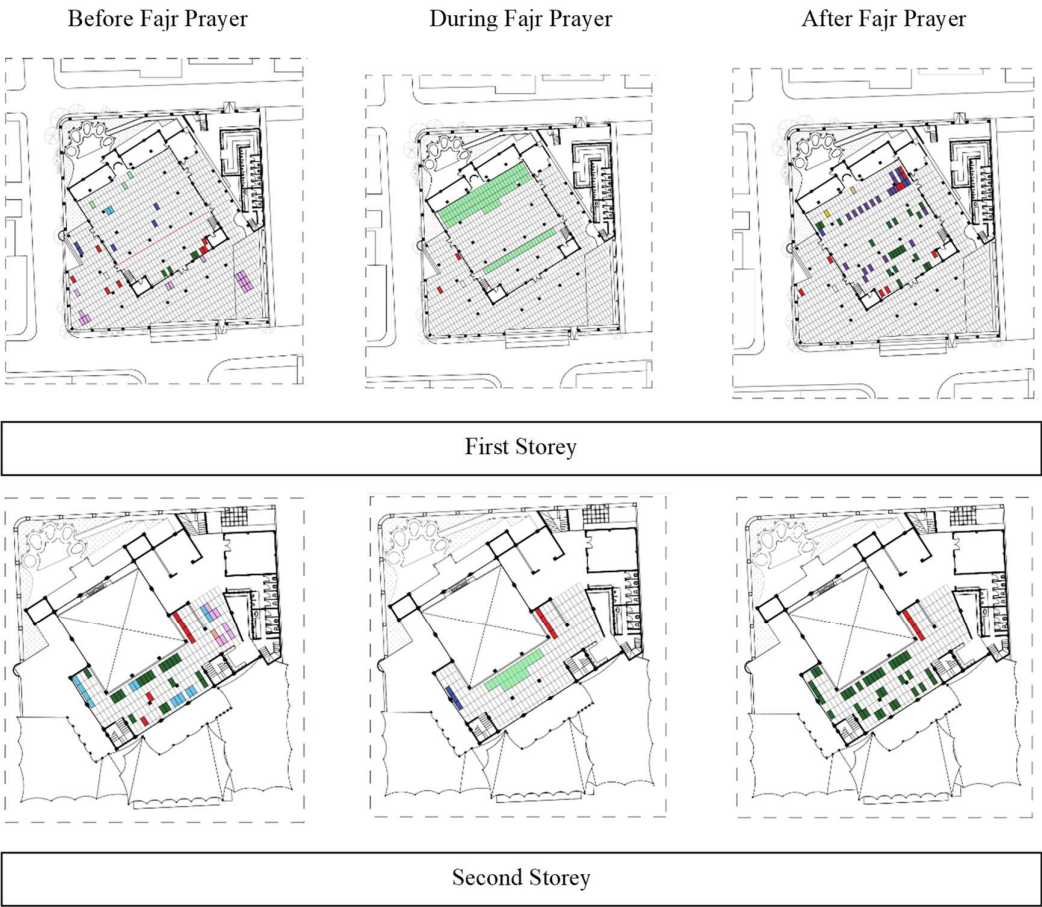 Before Fajr Prayer
During Fajr Prayer
After Fajr Prayer
First Storey
Second Storey